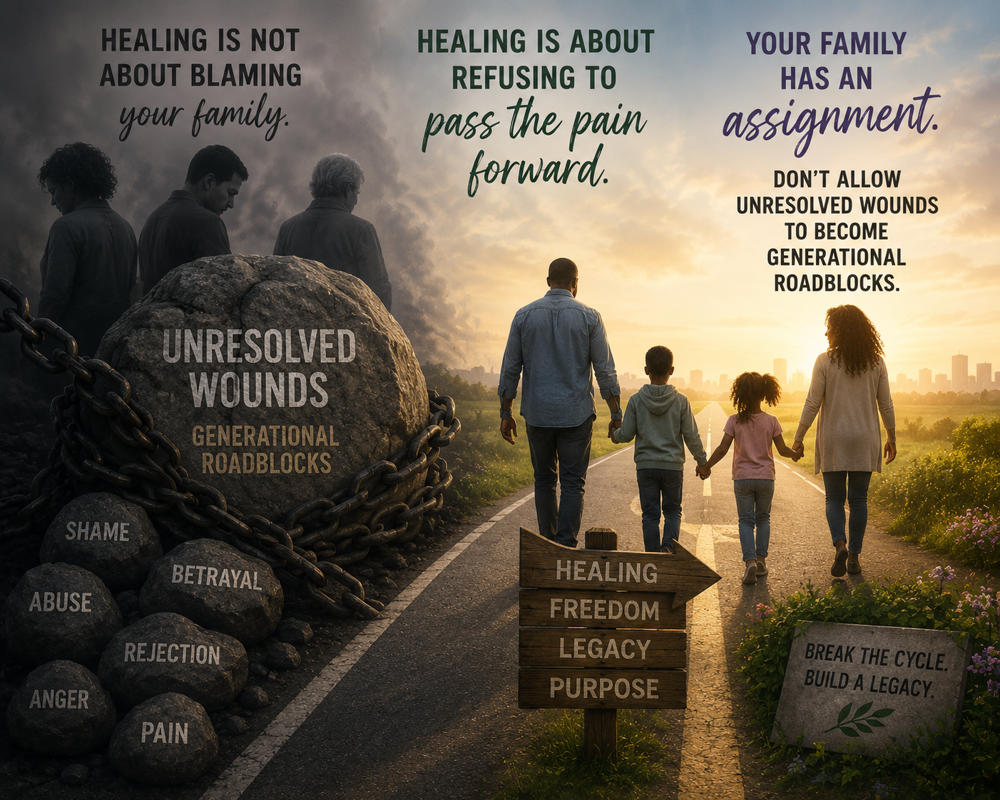 HEALING IS NOT
ABOUT BLAMING
your family.
HEALING IS ABOUT
REFUSING TO
pass the pain
forward.
YOUR FAMILY
HAS AN
assignment.
DON'T ALLOW
UNRESOLVED WOUNDS
TO BECOME
GENERATIONAL
ROADBLOCKS.
UNRESOLVED
WOUNDS
GENERATIONAL
ROADBLOCKS
SHAME
BETRAYAL
ABUSE
REJECTION
ANGER
PAIN
HEALING
FREEDOM
LEGACY
PURPOSE
BREAK THE CYCLE.
BUILD A LEGACY.